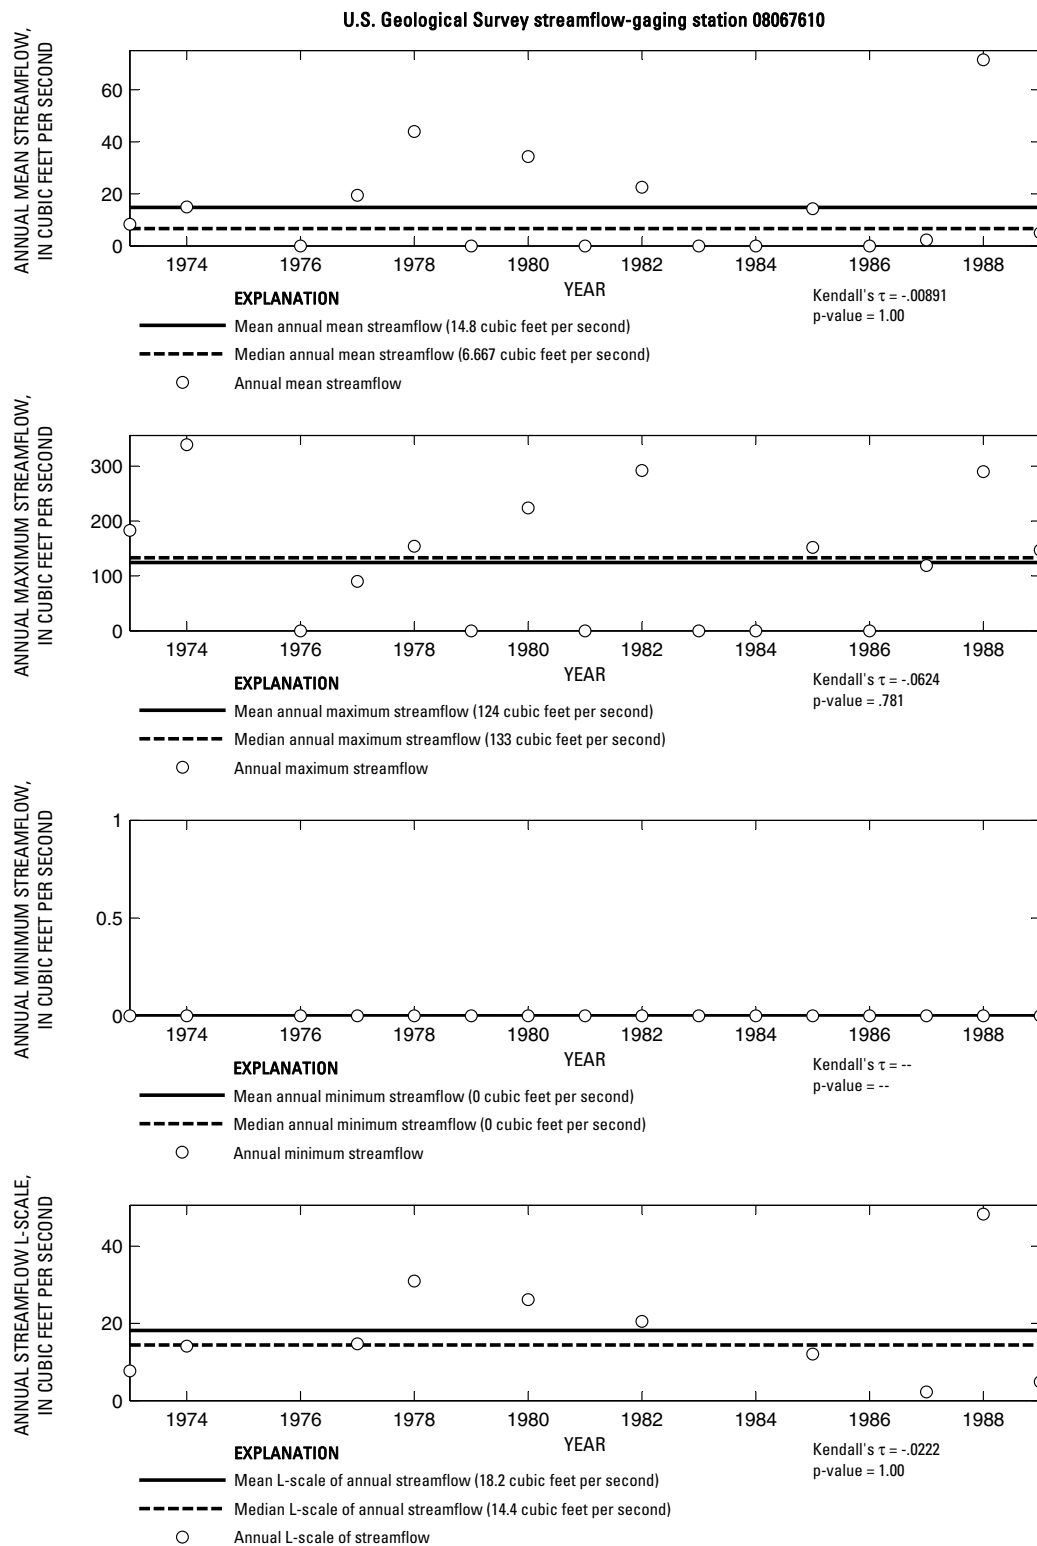 U.S. Geological Survey streamflow-gaging station 08067610
ANNUAL MEAN STREAMFLOW,
IN CUBIC FEET PER SECOND
60
40
20
0
1974 1976 1978 1980 1982 1984 1986 1988
YEAR
EXPLANATION
Mean annual mean streamflow (14.8 cubic feet per second)
Median annual mean streamflow (6.667 cubic feet per second)
Annual mean streamflow
Kendall's τ = -.00891
p-value = 1.00
ANNUAL MAXIMUM STREAMFLOW,
IN CUBIC FEET PER SECOND
300
200
100
0
1974 1976 1978 1980 1982 1984 1986 1988
YEAR
EXPLANATION
Mean annual maximum streamflow (124 cubic feet per second)
Median annual maximum streamflow (133 cubic feet per second)
Annual maximum streamflow
Kendall's τ = -.0624
p-value = .781
ANNUAL MINIMUM STREAMFLOW,
IN CUBIC FEET PER SECOND
1
0.5
0
1974 1976 1978 1980 1982 1984 1986 1988
YEAR
EXPLANATION
Mean annual minimum streamflow (0 cubic feet per second)
Median annual minimum streamflow (0 cubic feet per second)
Annual minimum streamflow
Kendall's τ = --
p-value = --
ANNUAL STREAMFLOW L-SCALE,
IN CUBIC FEET PER SECOND
40
20
0
1974 1976 1978 1980 1982 1984 1986 1988
YEAR
EXPLANATION
Mean L-scale of annual streamflow (18.2 cubic feet per second)
Median L-scale of annual streamflow (14.4 cubic feet per second)
Annual L-scale of streamflow
Kendall's τ = -.0222
p-value = 1.00